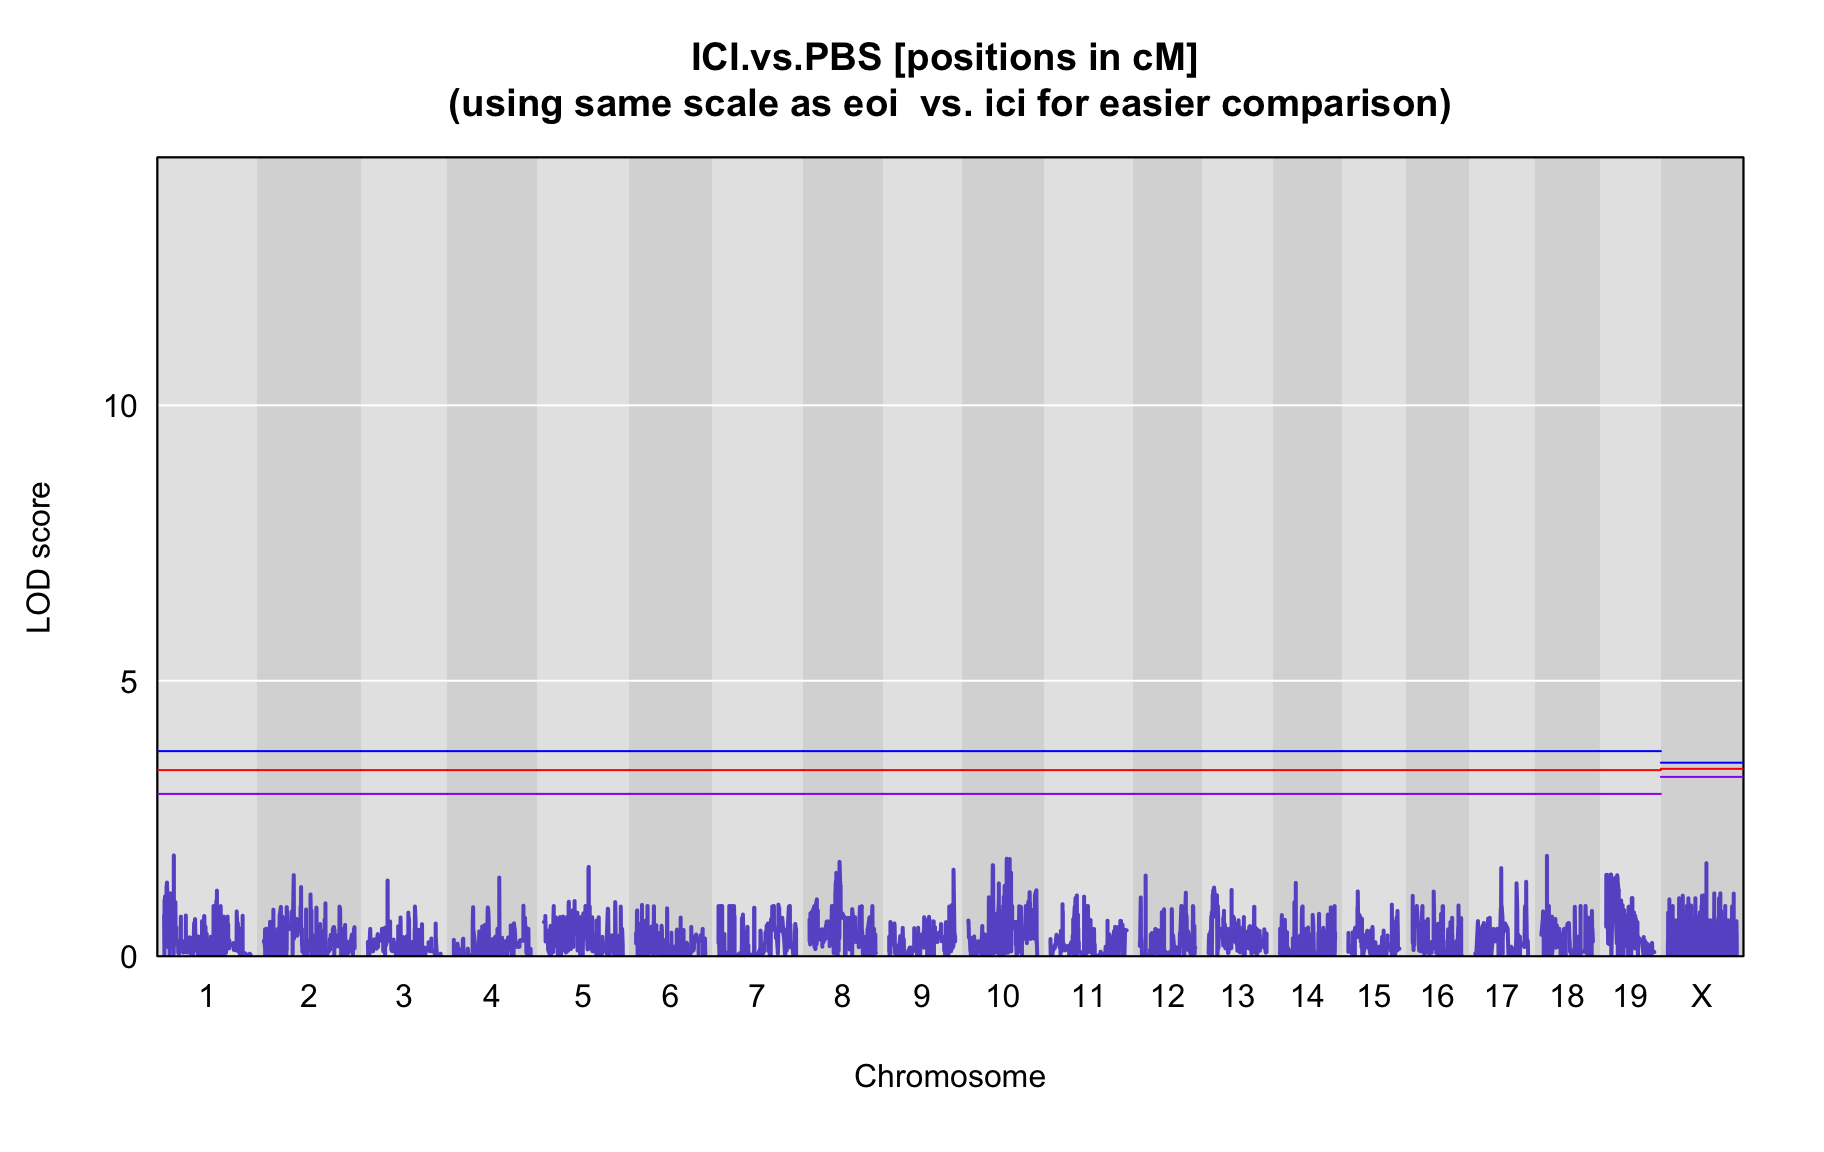 ICI.vs.PBS [positions in cM]
(using same scale as eoi  vs. ici for easier comparison)
LOD score
10
5
0
1 2 3 4 5 6 7 8 9 10 11 12 13 14 15 16 17 18 19 X
Chromosome